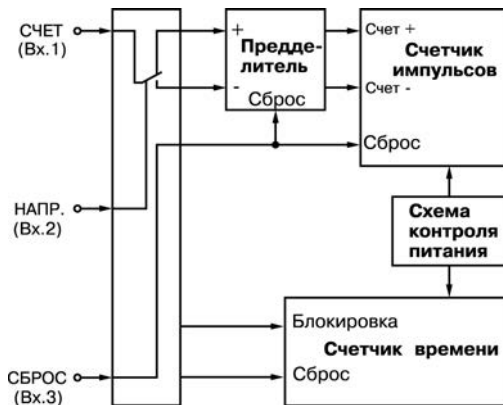 СЧЕТ
(Вх.1)
НАПР.
(Вх.2)
СБРОС
(Вх.3)
+
-
Предде-
литель
Сброс
Счет +
Счетчик
импульсов
Счет -
Сброс
Схема
контроля
питания
Блокировка
Счетчик времени
Сброс